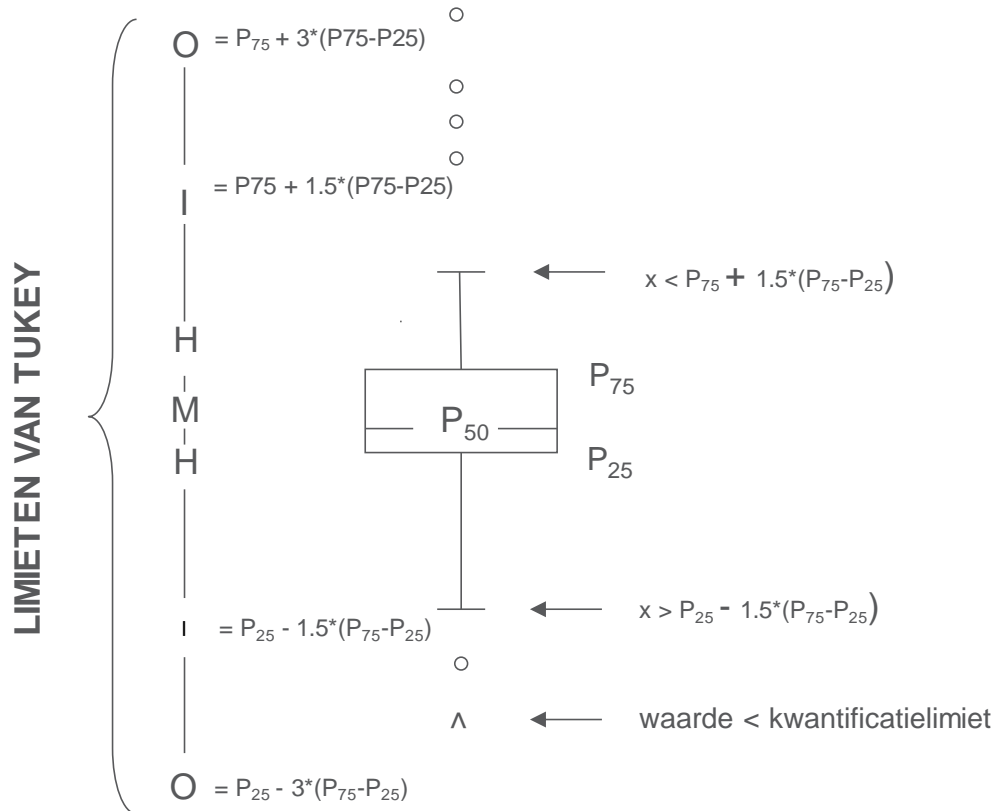 LIMIETEN VAN TUKEY
O = P₇₅ + 3*(P75-P25)
I = P75 + 1.5*(P75-P25)
x < P₇₅ + 1.5*(P₇₅-P₂₅)
H
P₇₅
M
P₅₀
H
P₂₅
x > P₂₅ - 1.5*(P₇₅-P₂₅)
I = P₂₅ - 1.5*(P₇₅-P₂₅)
^ waarde < kwantificatielimiet
O = P₂₅ - 3*(P₇₅-P₂₅)